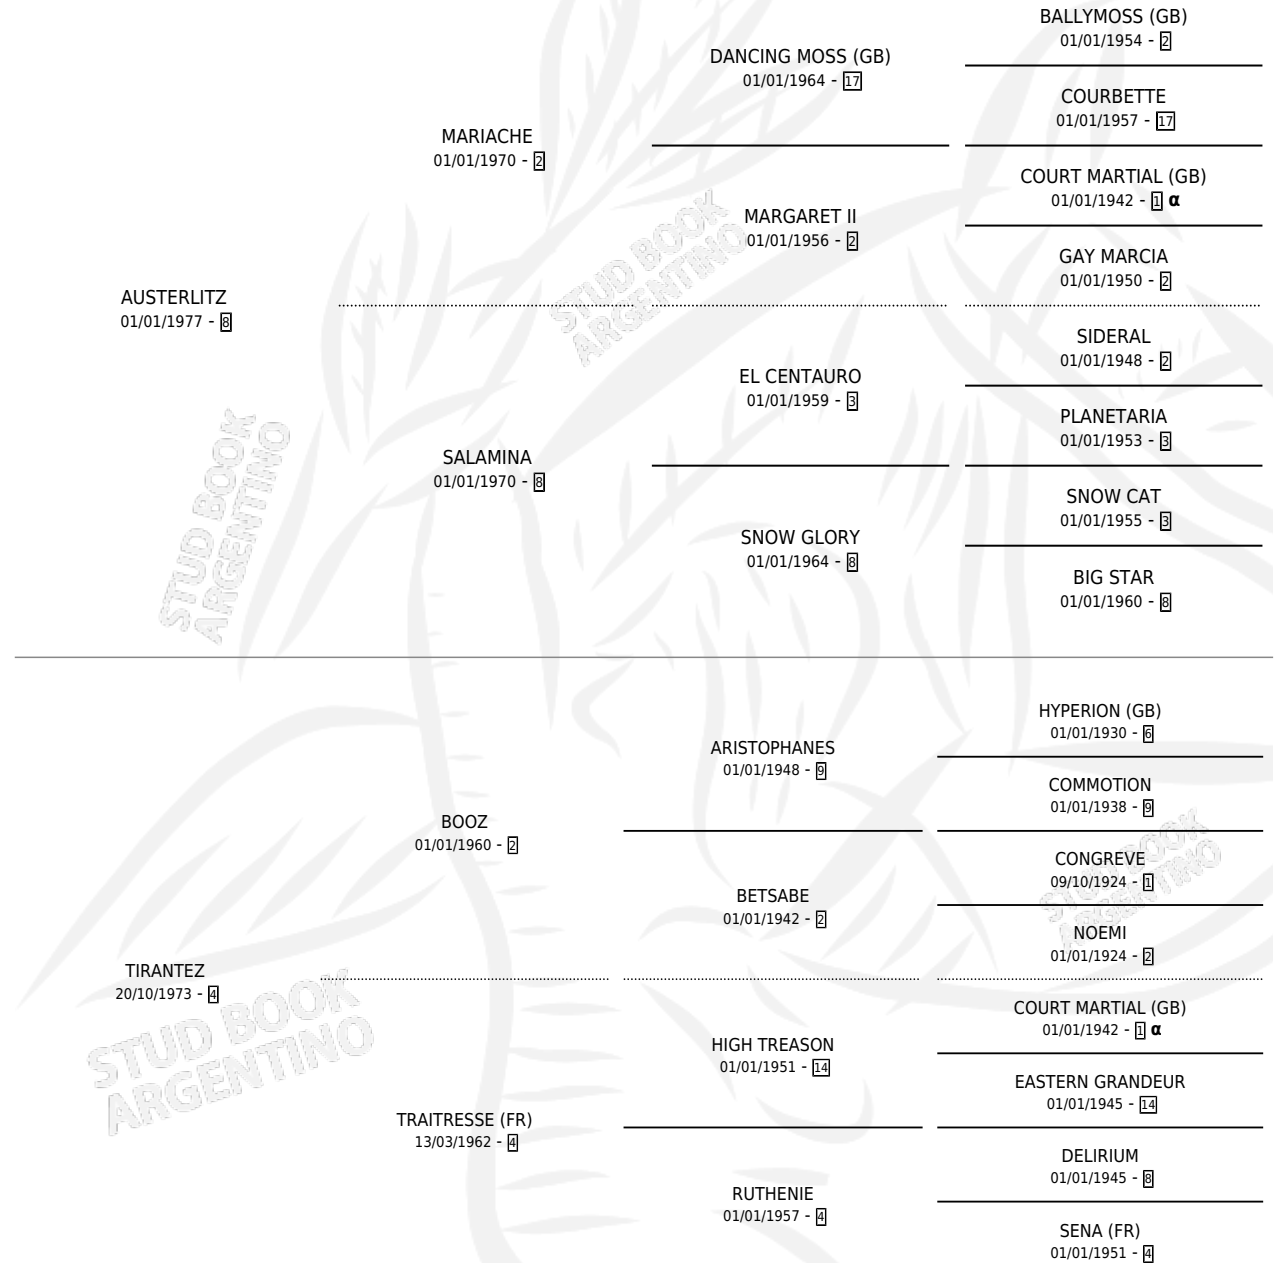 BALLYMOSS (GB)
01/01/1954 - 2
DANCING MOSS (GB)
01/01/1964 - 17
COURBETTE
01/01/1957 - 17
MARIACHE
01/01/1970 - 2
COURT MARTIAL (GB)
01/01/1942 - 1 α
MARGARET II
01/01/1956 - 2
GAY MARCIA
01/01/1950 - 2
AUSTERLITZ
01/01/1977 - 8
SIDERAL
01/01/1948 - 2
EL CENTAURO
01/01/1959 - 3
PLANETARIA
01/01/1953 - 3
SALAMINA
01/01/1970 - 8
SNOW CAT
01/01/1955 - 3
SNOW GLORY
01/01/1964 - 8
BIG STAR
01/01/1960 - 8
STUD BOOK
ARGENTINO
STUD BOOK
ARGENTINO
HYPERION (GB)
01/01/1930 - 6
ARISTOPHANES
01/01/1948 - 9
COMMOTION
01/01/1938 - 9
BOOZ
01/01/1960 - 2
CONGREVE
09/10/1924 - 1
BETSABE
01/01/1942 - 2
NOEMI
01/01/1924 - 2
TIRANTEZ
20/10/1973 - 4
COURT MARTIAL (GB)
01/01/1942 - 1 α
HIGH TREASON
01/01/1951 - 14
EASTERN GRANDEUR
01/01/1945 - 14
TRAITRESSE (FR)
13/03/1962 - 4
DELIRIUM
01/01/1945 - 8
RUTHENIE
01/01/1957 - 4
SENA (FR)
01/01/1951 - 4
STUD BOOK
ARGENTINO
STUD BOOK
ARGENTINO